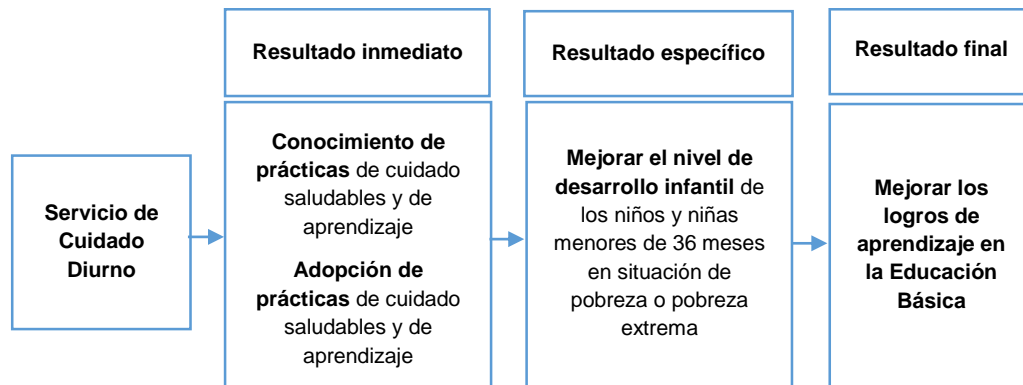 Resultado inmediato
Resultado específico
Resultado final
Servicio de
Cuidado
Diurno
Conocimiento de
prácticas de cuidado
saludables y de
aprendizaje
Adopción de
prácticas de cuidado
saludables y de
aprendizaje
Mejorar el nivel de
desarrollo infantil de
los niños y niñas
menores de 36 meses
en situación de
pobreza o pobreza
extrema
Mejorar los
logros de
aprendizaje en
la Educación
Básica